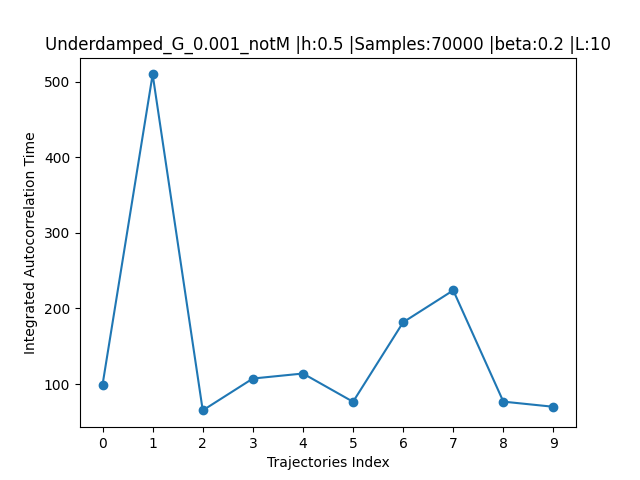 Underdamped_G_0.001_notM |h:0.5 |Samples:70000 |beta:0.2 |L:10
Integrated Autocorrelation Time
500
400
300
200
100
0 1 2 3 4 5 6 7 8 9
Trajectories Index